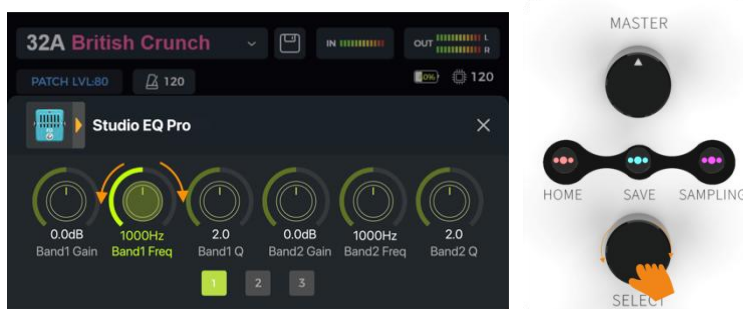 32A British Crunch
IN
OUT
L
R
PATCH LVL:80
120
0%
120
Studio EQ Pro
0.0dB
1000Hz
2.0
0.0dB
1000Hz
2.0
Band1 Gain
Band1 Freq
Band1 Q
Band2 Gain
Band2 Freq
Band2 Q
1
2
3
MASTER
HOME
SAVE
SAMPLING
SELECT